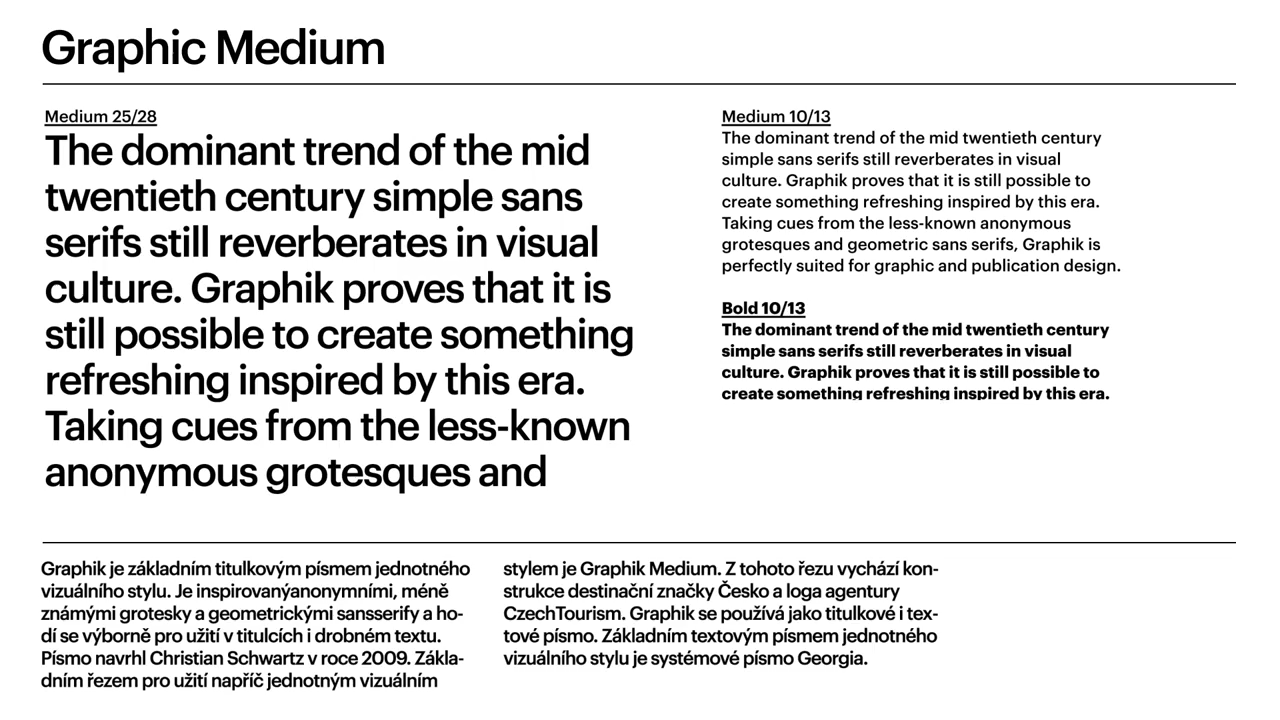 Graphic Medium
Medium 25/28
The dominant trend of the mid
twentieth century simple sans
serifs still reverberates in visual
culture. Graphik proves that it is
still possible to create something
refreshing inspired by this era.
Taking cues from the less-known
anonymous grotesques and
Medium 10/13
The dominant trend of the mid twentieth century
simple sans serifs still reverberates in visual
culture. Graphik proves that it is still possible to
create something refreshing inspired by this era.
Taking cues from the less-known anonymous
grotesques and geometric sans serifs, Graphik is
perfectly suited for graphic and publication design.
Bold 10/13
The dominant trend of the mid twentieth century
simple sans serifs still reverberates in visual
culture. Graphik proves that it is still possible to
create something refreshing inspired by this era.
Graphik je základním titulkovým písmem jednotného
vizuálního stylu. Je inspirovanýanonymními, méně
známými grotesky a geometrickými sansserify a ho-
dí se výborně pro užití v titulcích i drobném textu.
Písmo navrhl Christian Schwartz v roce 2009. Zákla-
dním řezem pro užití napříč jednotným vizuálním
stylem je Graphik Medium. Z tohoto řezu vychází kon-
strukce destinační značky Česko a loga agentury
CzechTourism. Graphik se používá jako titulkové i tex-
tové písmo. Základním textovým písmem jednotného
vizuálního stylu je systémové písmo Georgia.